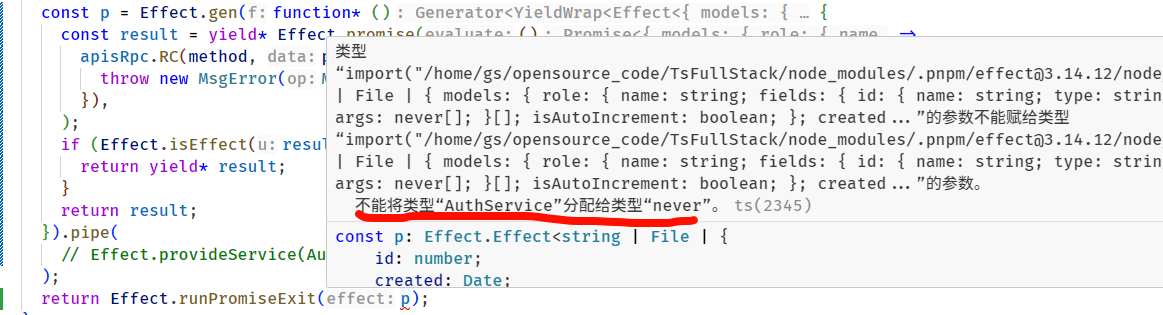 const p = Effect.gen(f: function* (): Generator<YieldWrap<Effect<{ models: { … {
const result = yield* Effect.promise(evaluate: (): Promise<{ models: { role: { name
apisRpc.RC(method, data: p
throw new MsgError(op: M
}),
);
if (Effect.isEffect(u: resul
return yield* result;
}
return result;
}).pipe(
// Effect.provideService(Au
);
return Effect.runPromiseExit(effect: p);
类型
“import("/home/gs/opensource_code/TsFullStack/node_modules/.pnpm/effect@3.14.12/node
| File | { models: { role: { name: string; fields: { id: { name: string; type: strin
args: never[]; }[]; isAutoIncrement: boolean; }; created...”的参数不能赋给类型
“import("/home/gs/opensource_code/TsFullStack/node_modules/.pnpm/effect@3.14.12/node
| File | { models: { role: { name: string; fields: { id: { name: string; type: strin
args: never[]; }[]; isAutoIncrement: boolean; }; created...”的参数。
不能将类型“AuthService”分配给类型“never”。 ts(2345)
const p: Effect.Effect<string | File | {
id: number;
created: Date;